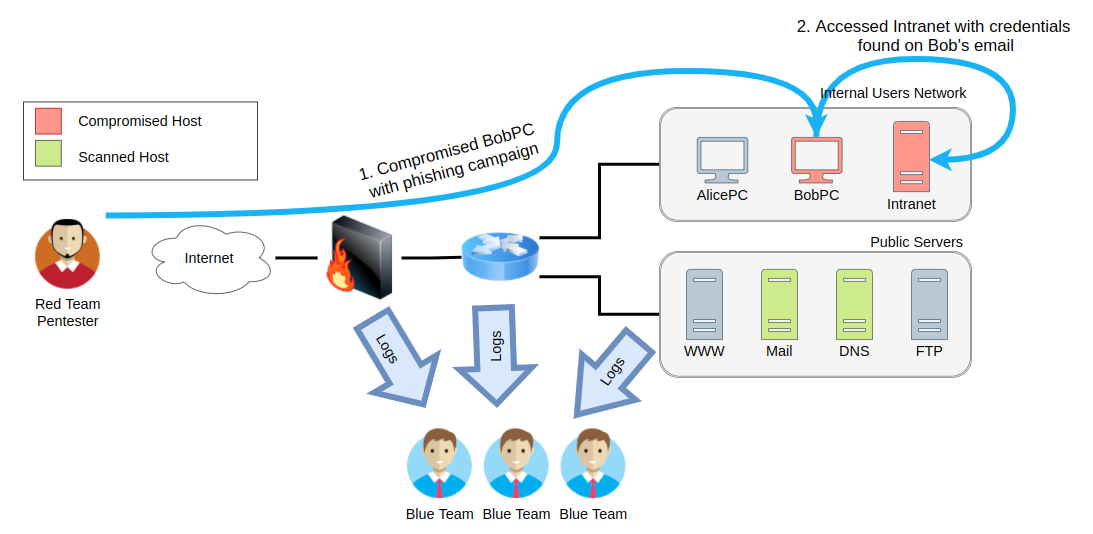 2. Accessed Intranet with credentials
found on Bob's email
Internal Users Network
Compromised Host
Scanned Host
1. Compromised BobPC
with phishing campaign
AlicePC
BobPC
Intranet
Red Team
Pentester
Internet
Public Servers
WWW
Mail
DNS
FTP
Logs
Logs
Logs
Blue Team
Blue Team
Blue Team